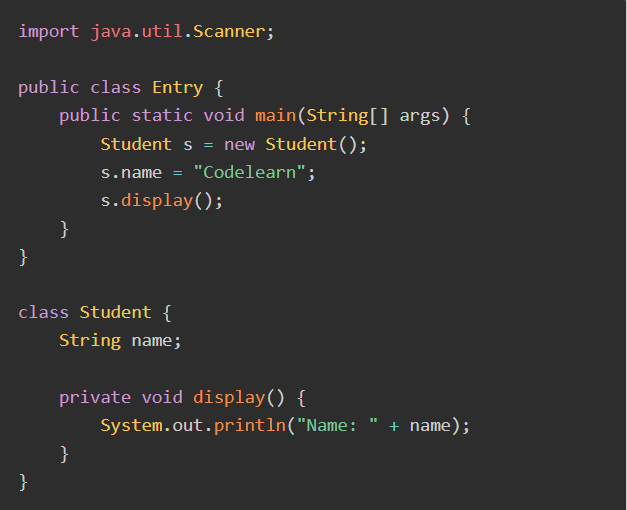 import java.util.Scanner;

public class Entry {
    public static void main(String[] args) {
        Student s = new Student();
        s.name = "Codelearn";
        s.display();
    }
}

class Student {
    String name;

    private void display() {
        System.out.println("Name: " + name);
    }
}